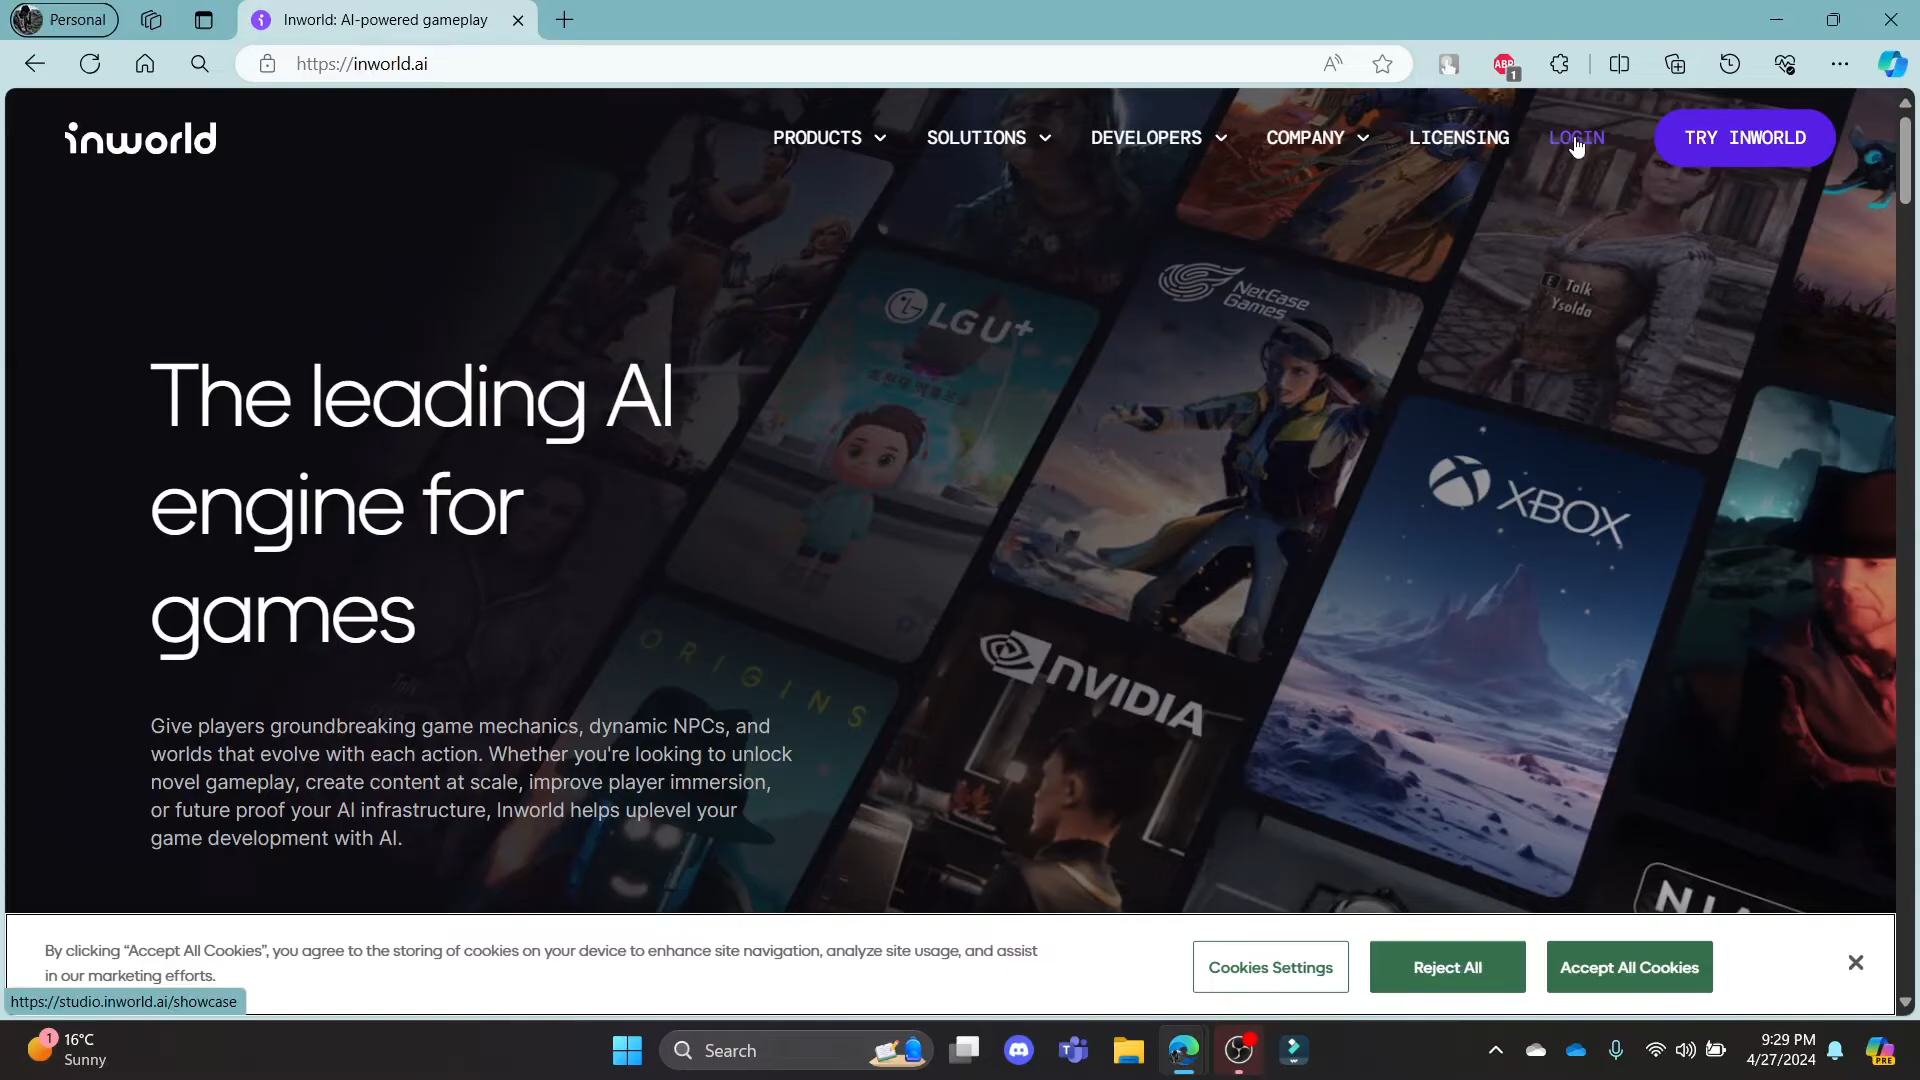 Personal
Inworld: AI-powered gameplay
https://inworld.ai
ABP
1
inworld
PRODUCTS
SOLUTIONS
DEVELOPERS
COMPANY
LICENSING
LOGIN
TRY INWORLD
E Talk
Ysolda
LG U+
NetEase
Games
XBOX
The leading AI
engine for
games
ORIGINS
NVIDIA
Give players groundbreaking game mechanics, dynamic NPCs, and
worlds that evolve with each action. Whether you're looking to unlock
novel gameplay, create content at scale, improve player immersion,
or future proof your AI infrastructure, Inworld helps uplevel your
game development with AI.
By clicking “Accept All Cookies”, you agree to the storing of cookies on your device to enhance site navigation, analyze site usage, and assist
in our marketing efforts.
Cookies Settings
Reject All
Accept All Cookies
https://studio.inworld.ai/showcase
1
16°C
Sunny
Search
9:29 PM
4/27/2024
PRE